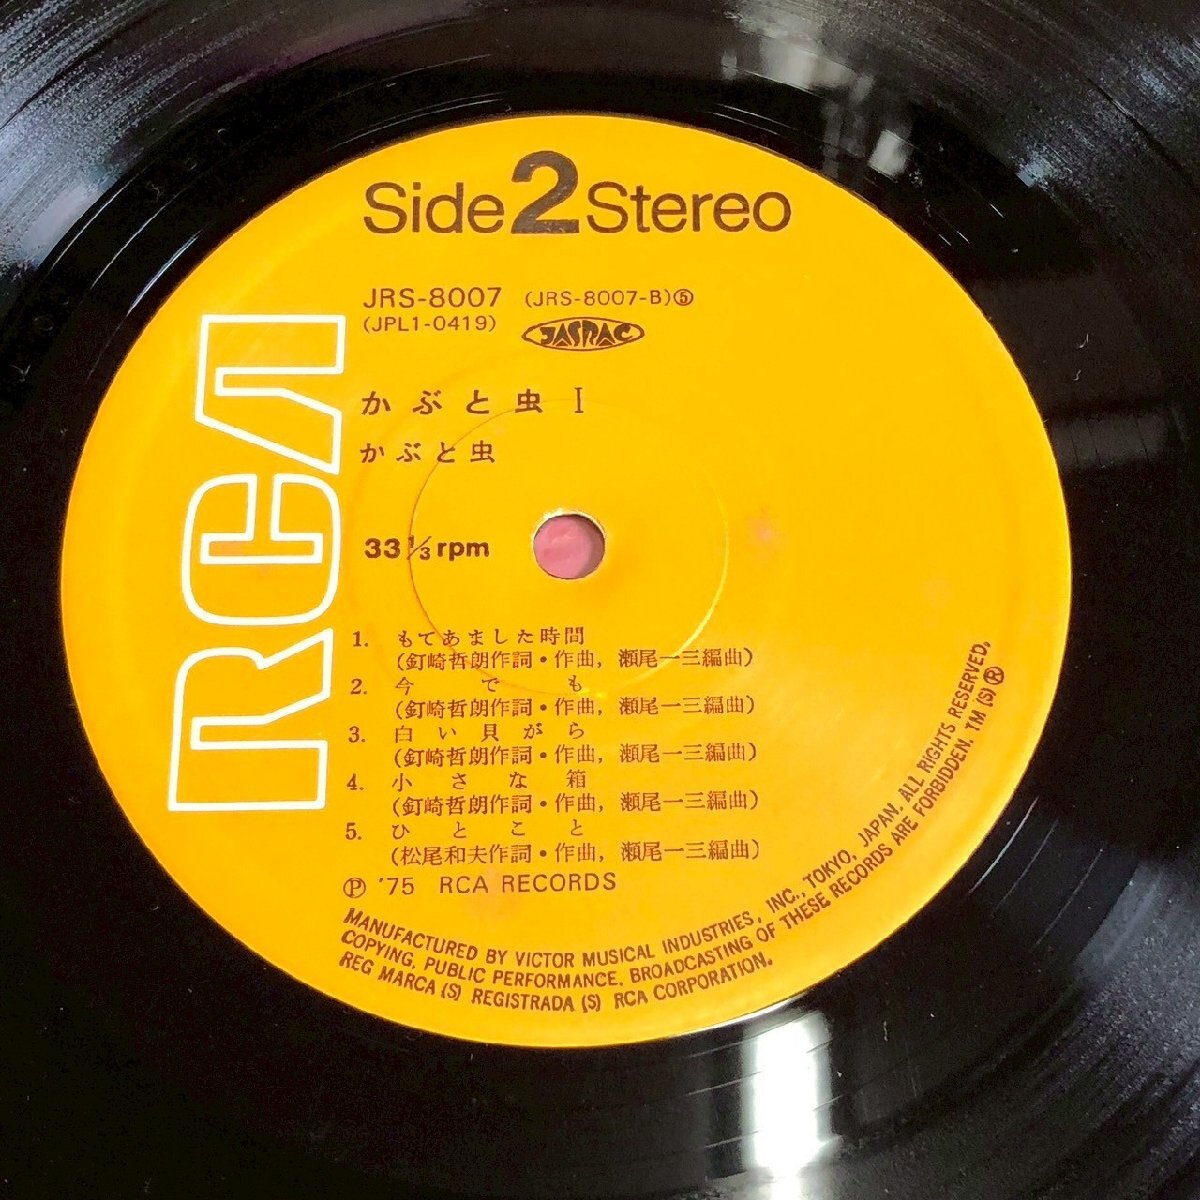 Side 2 Stereo
JRS-8007 (JRS-8007-B)⑤
(JPL1-0419)
JASRAC
かぶと虫 I
かぶと虫
RCA
33 1/3 rpm
1. もてあました時間
(釘崎哲朗作詞・作曲, 瀬尾一三編曲)
2. 今でも
(釘崎哲朗作詞・作曲, 瀬尾一三編曲)
3. 白い貝がら
(釘崎哲朗作詞・作曲, 瀬尾一三編曲)
4. 小さな箱
(釘崎哲朗作詞・作曲, 瀬尾一三編曲)
5. ひとこと
(松尾和夫作詞・作曲, 瀬尾一三編曲)
Ⓟ '75 RCA RECORDS
MANUFACTURED BY VICTOR MUSICAL INDUSTRIES, INC., TOKYO, JAPAN. ALL RIGHTS RESERVED,
COPYING, PUBLIC PERFORMANCE, BROADCASTING OF THESE RECORDS ARE FORBIDDEN. TM (S) ®
REG MARCA (S) REGISTRADA (S) RCA CORPORATION.